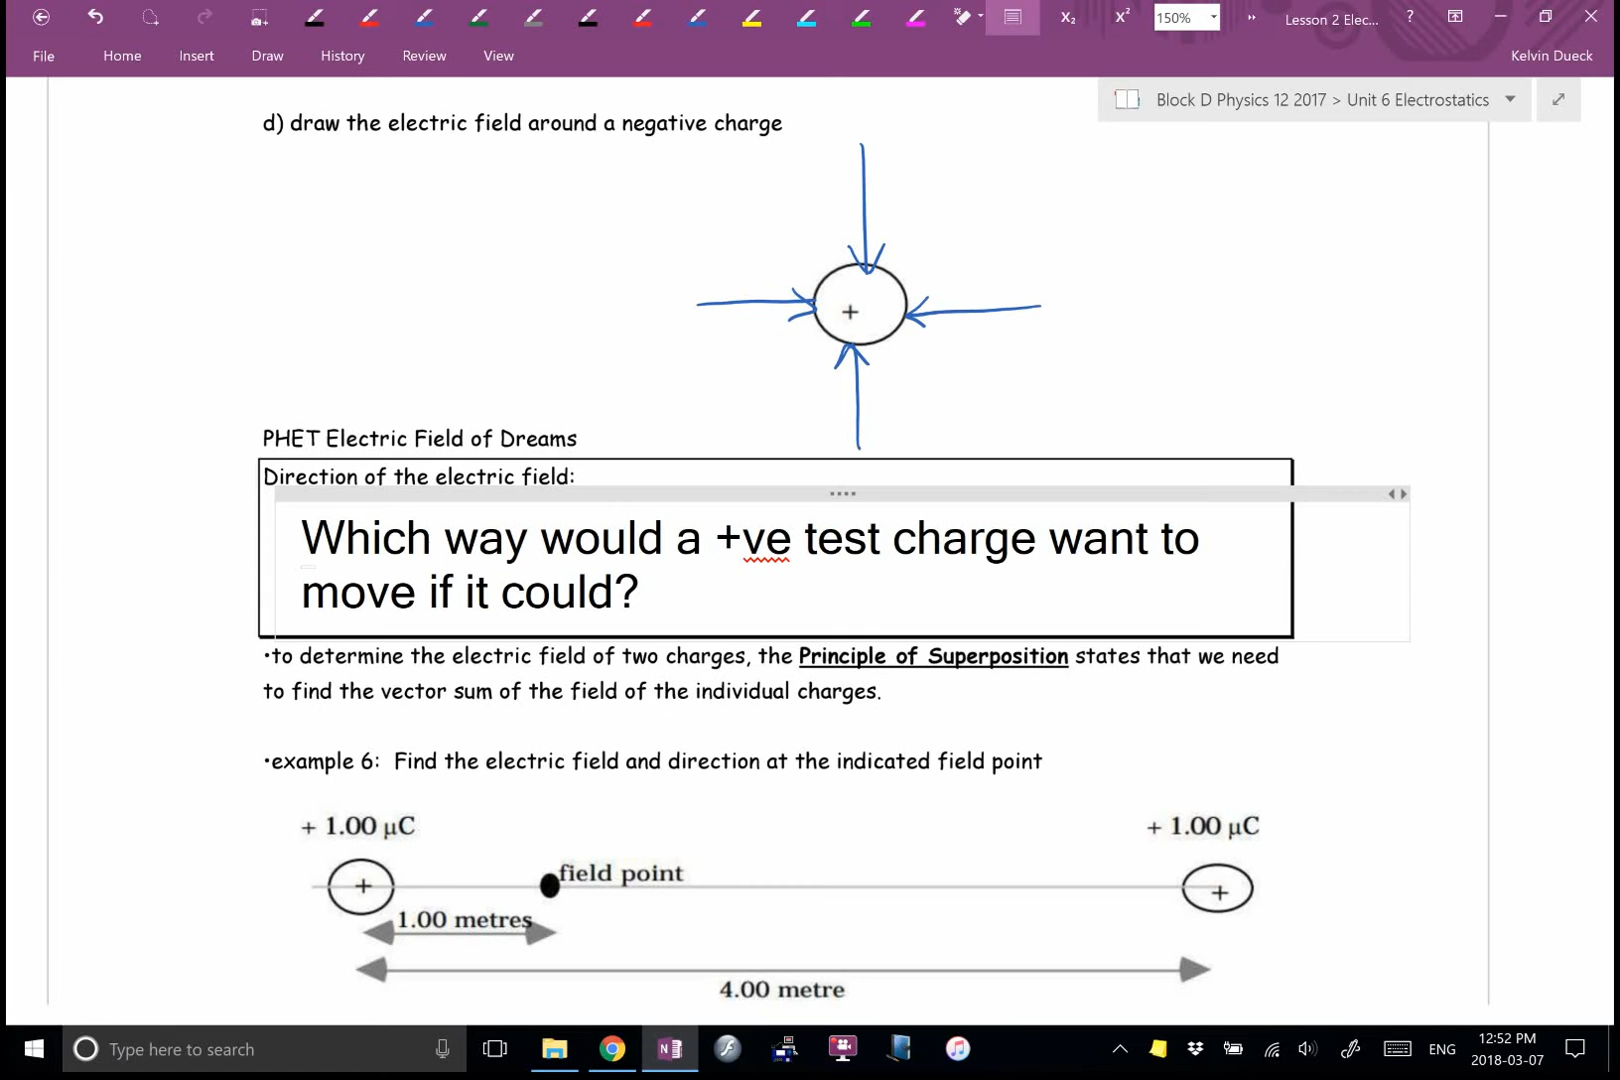 150%
Lesson 2 Elec...
?
File Home Insert Draw History Review View
Kelvin Dueck
Block D Physics 12 2017 > Unit 6 Electrostatics
d) draw the electric field around a negative charge
+
PHET Electric Field of Dreams
Direction of the electric field:
Which way would a +ve test charge want to
move if it could?
•to determine the electric field of two charges, the Principle of Superposition states that we need
to find the vector sum of the field of the individual charges.
•example 6: Find the electric field and direction at the indicated field point
+ 1.00 µC + 1.00 µC
field point
+ +
1.00 metres
4.00 metre
Type here to search
ENG
12:52 PM
2018-03-07